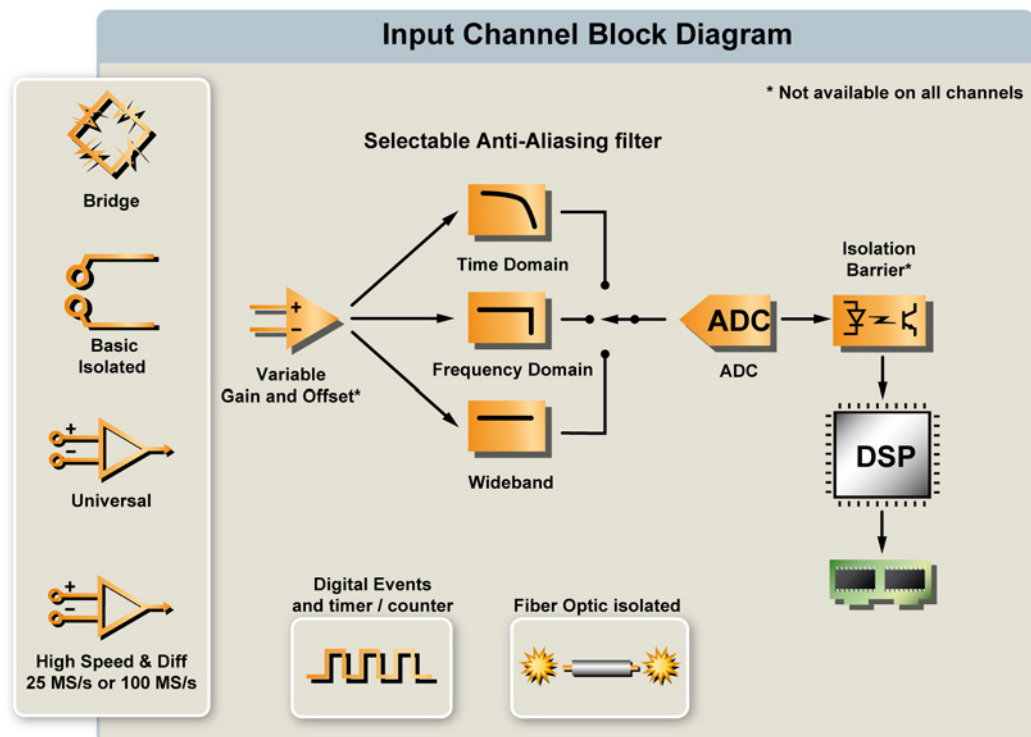 Input Channel Block Diagram
* Not available on all channels
Bridge
Basic
Isolated
Universal
High Speed & Diff
25 MS/s or 100 MS/s
Selectable Anti-Aliasing filter
Variable
Gain and Offset*
Time Domain
Frequency Domain
Wideband
ADC
ADC
Isolation
Barrier*
DSP
Digital Events
and timer / counter
Fiber Optic isolated